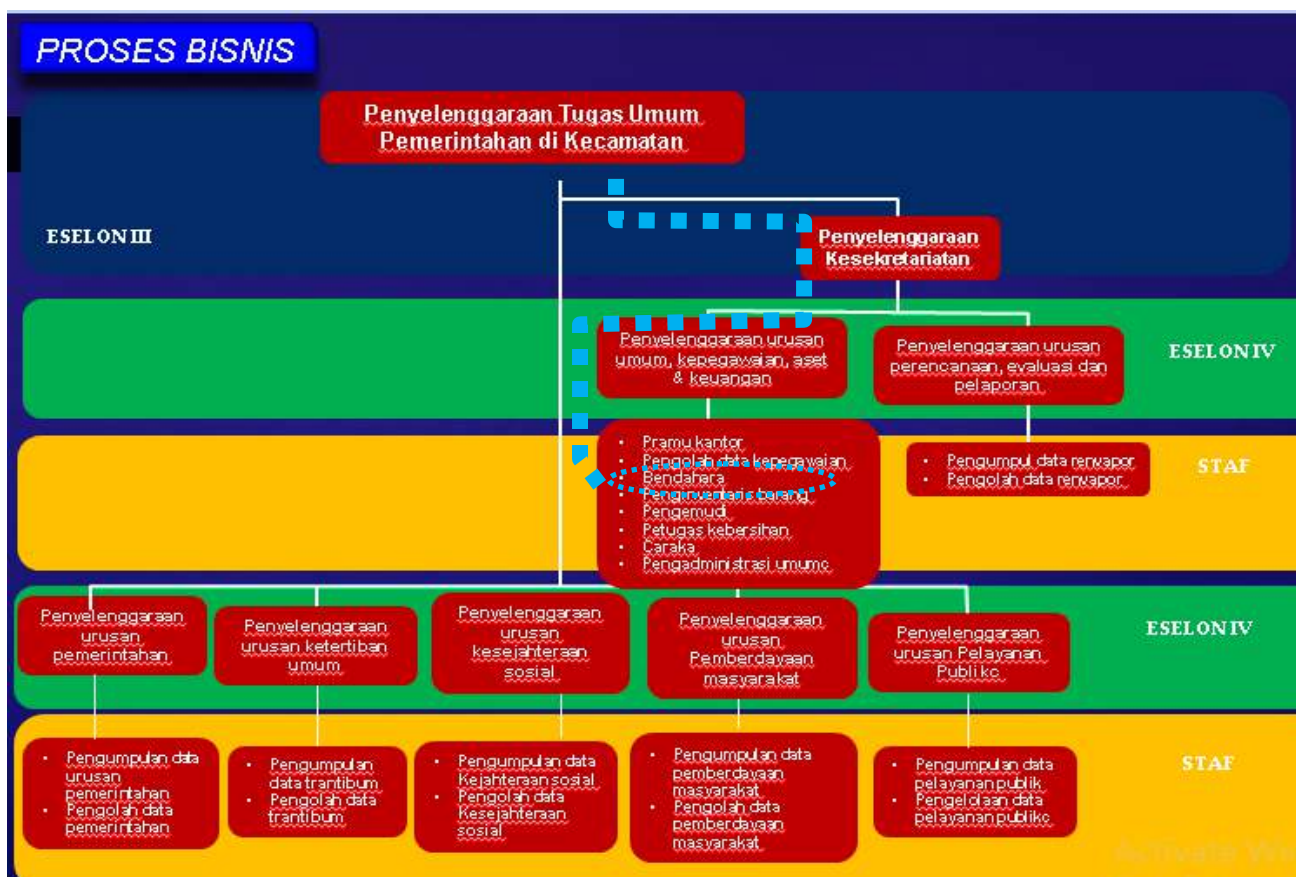 PROSES BISNIS
Penyelenggaraan Tugas Umum
Pemerintahan di Kecamatan
ESELON III
Penyelenggaraan
Kesekretariatan
Penyelenggaraan urusan
umum, kepegawaian, aset
& keuangan
Penyelenggaraan urusan
perencanaan, evaluasi dan
pelaporan
ESELON IV
• Pramu kantor
• Pengolah data kepegawaian
• Bendahara
• Penginventaris barang
• Pengemudi
• Petugas kebersihan
• Caraka
• Pengadministrasi umumc
• Pengumpul data renvapor
• Pengolah data renvapor
STAF
Penyelenggaraan
urusan
pemerintahan
Penyelenggaraan
urusan ketertiban
umum
Penyelenggaraan
urusan
kesejahteraan
sosial
Penyelenggaraan
urusan
Pemberdayaan
masyarakat
Penyelenggaraan
urusan Pelayanan
Publikc
ESELON IV
• Pengumpulan data
urusan
pemerintahan
• Pengolah data
pemerintahan
• Pengumpulan
data trantibum
• Pengolah data
trantibum
• Pengumpulan data
Kejahteraan sosial
• Pengolah data
Kesejahteraan
sosial
• Pengumpulan data
pemberdayaan
masyarakat
• Pengolah data
pemberdayaan
masyarakat
• Pengumpulan data
pelayanan publik
• Pengelolaan data
pelayanan publikc
STAF